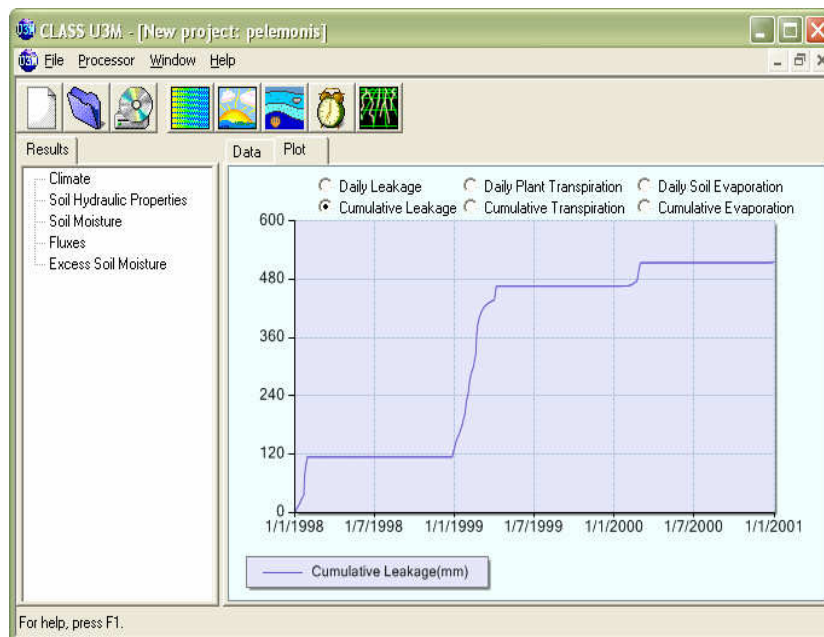 CLASS U3M - [New project: pelemonis]
File Processor Window Help
Results
Data Plot
Climate
Soil Hydraulic Properties
Soil Moisture
Fluxes
Excess Soil Moisture
Daily Leakage Daily Plant Transpiration Daily Soil Evaporation
Cumulative Leakage Cumulative Transpiration Cumulative Evaporation
600
480
360
240
120
0
1/1/1998 1/7/1998 1/1/1999 1/7/1999 1/1/2000 1/7/2000 1/1/2001
Cumulative Leakage(mm)
For help, press F1.